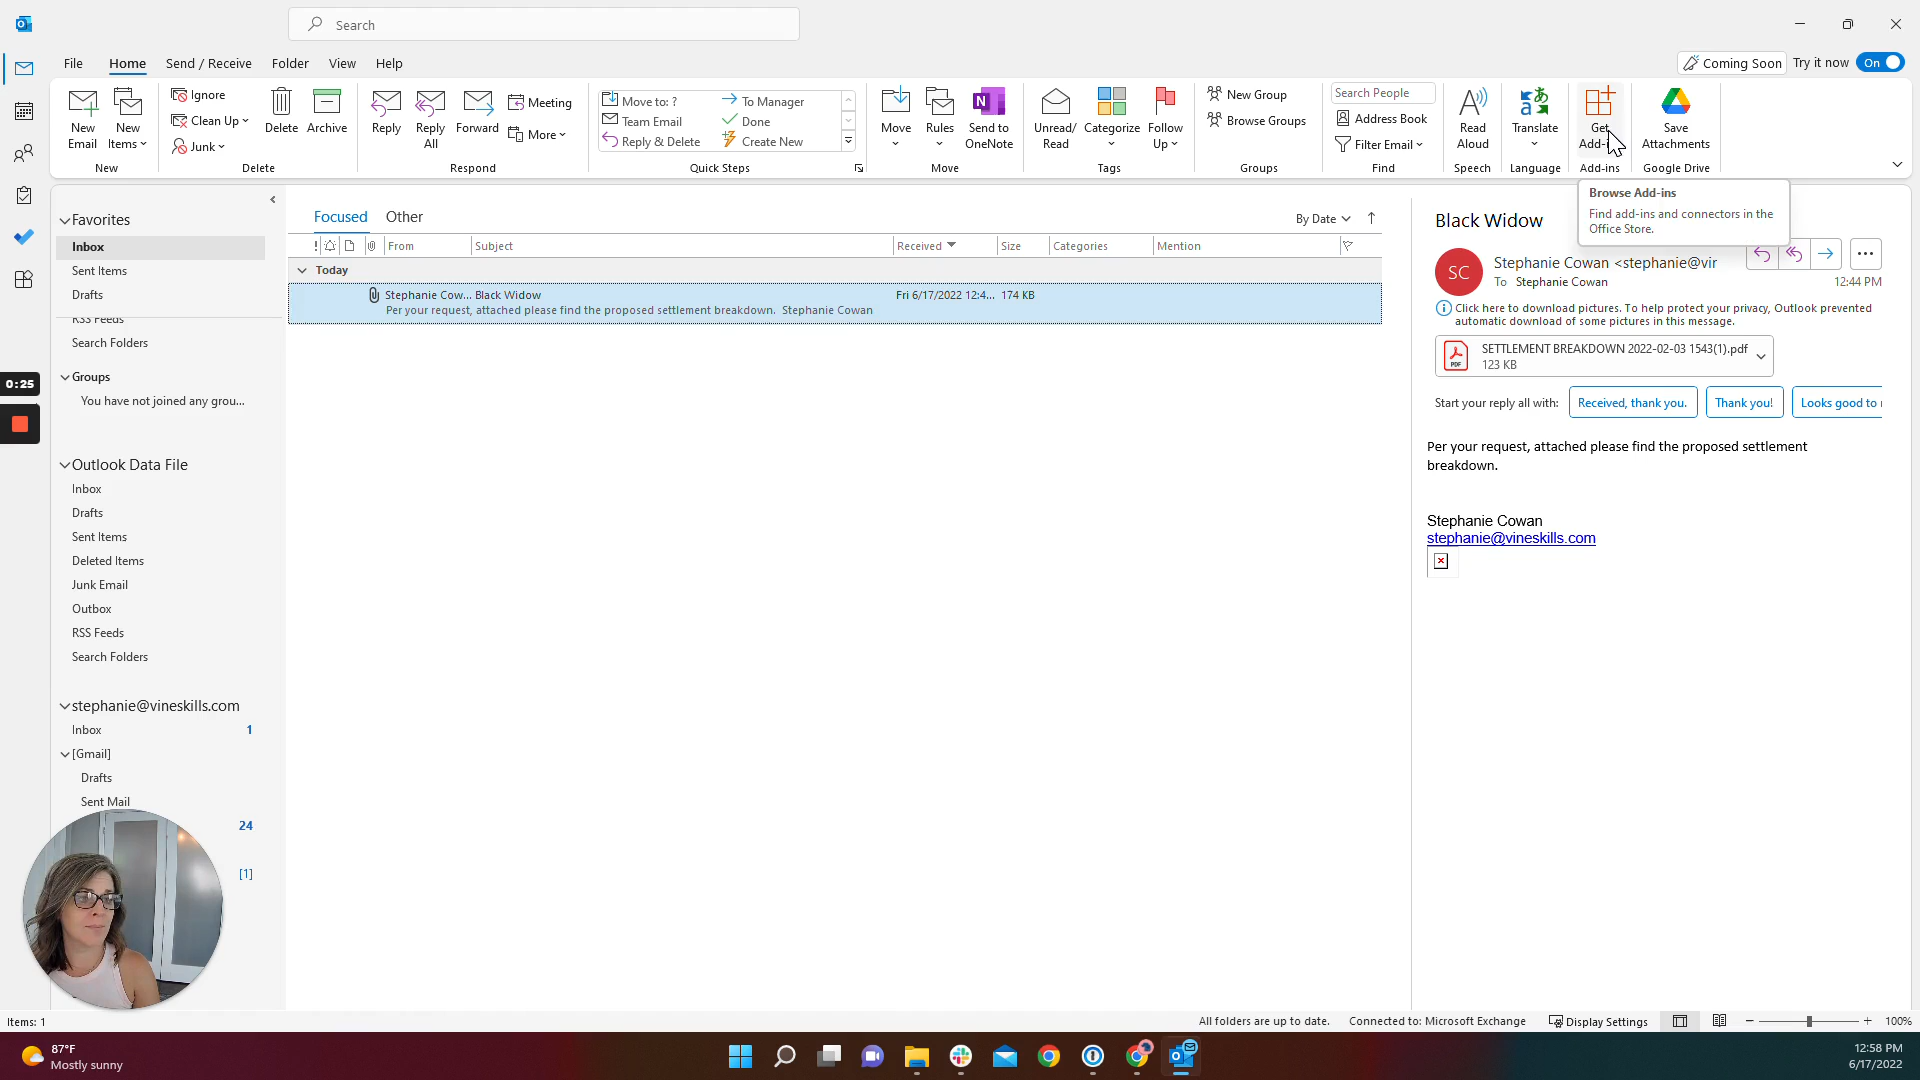 Search
File Home Send / Receive Folder View Help
Coming Soon Try it now On
New Email
New Items
New
Ignore
Clean Up
Junk
Delete
Archive
Delete
Reply
Reply All
Forward
Meeting
More
Respond
Move to: ?
Team Email
Reply & Delete
To Manager
Done
Create New
Quick Steps
Move
Rules
Send to OneNote
Move
Unread/ Read
Categorize
Follow Up
Tags
New Group
Browse Groups
Groups
Search People
Address Book
Filter Email
Find
Read Aloud
Speech
Translate
Language
Get
Add-ins
Save Attachments
Google Drive
Browse Add-ins
Find add-ins and connectors in the
Office Store.
Favorites
Inbox
Sent Items
Drafts
RSS Feeds
Search Folders
Groups
You have not joined any grou...
0:25
Outlook Data File
Inbox
Drafts
Sent Items
Deleted Items
Junk Email
Outbox
RSS Feeds
Search Folders
stephanie@vineskills.com
Inbox 1
[Gmail]
Drafts
Sent Mail
24
[1]
Focused Other
By Date
! From Subject Received Size Categories Mention
Today
Stephanie Cow... Black Widow Fri 6/17/2022 12:4... 174 KB
Per your request, attached please find the proposed settlement breakdown. Stephanie Cowan
Black Widow
SC
Stephanie Cowan <stephanie@vir
To Stephanie Cowan
12:44 PM
Click here to download pictures. To help protect your privacy, Outlook prevented
automatic download of some pictures in this message.
PDF
SETTLEMENT BREAKDOWN 2022-02-03 1543(1).pdf
123 KB
Start your reply all with: Received, thank you. Thank you! Looks good to
Per your request, attached please find the proposed settlement
breakdown.
Stephanie Cowan
stephanie@vineskills.com
Items: 1
All folders are up to date. Connected to: Microsoft Exchange Display Settings 100%
87°F
Mostly sunny
12:58 PM
6/17/2022